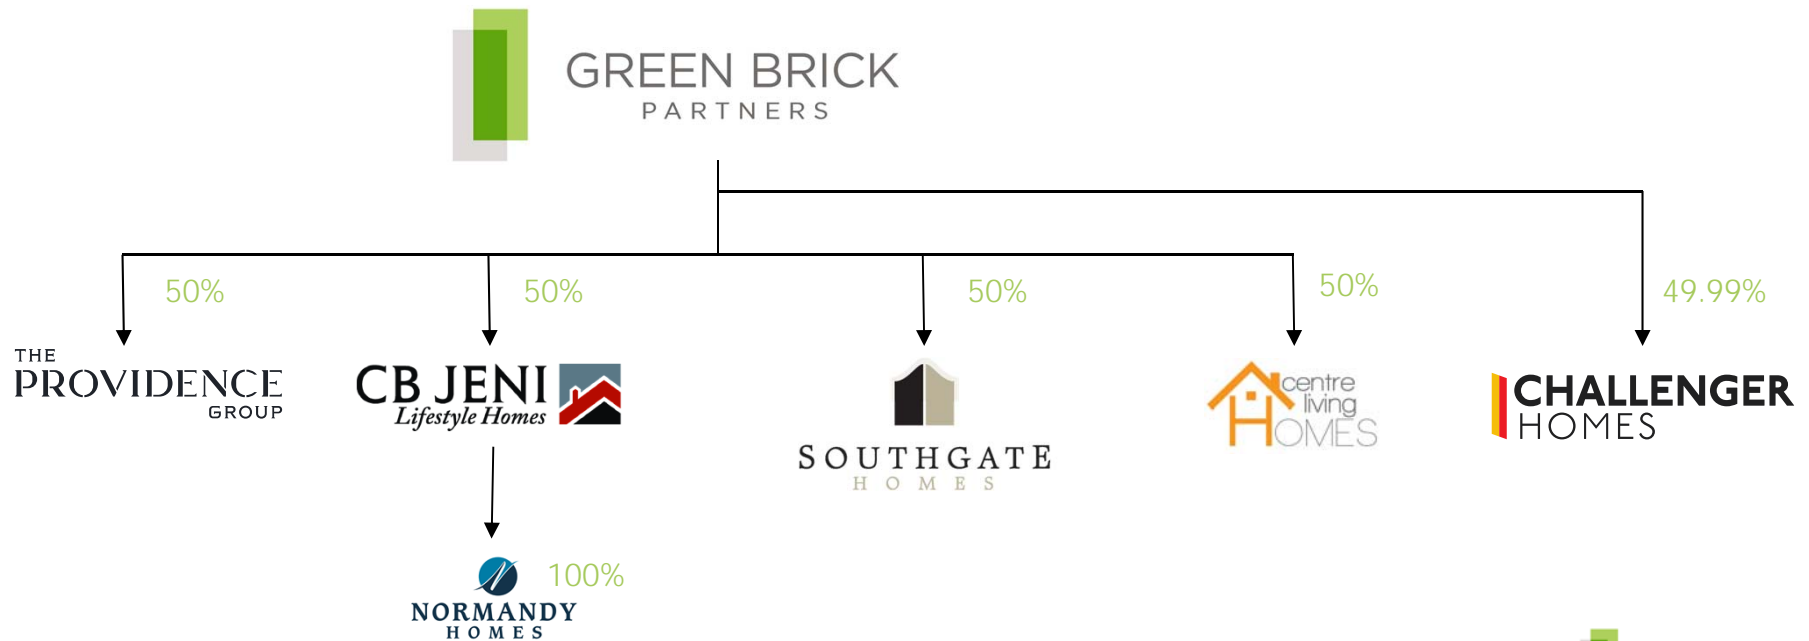 GREEN BRICK
PARTNERS
50%
50%
50%
50%
49.99%
THE
PROVIDENCE
GROUP
CB JENI
Lifestyle Homes
SOUTHGATE
HOMES
centre
living
HOMES
CHALLENGER
HOMES
100%
NORMANDY
HOMES